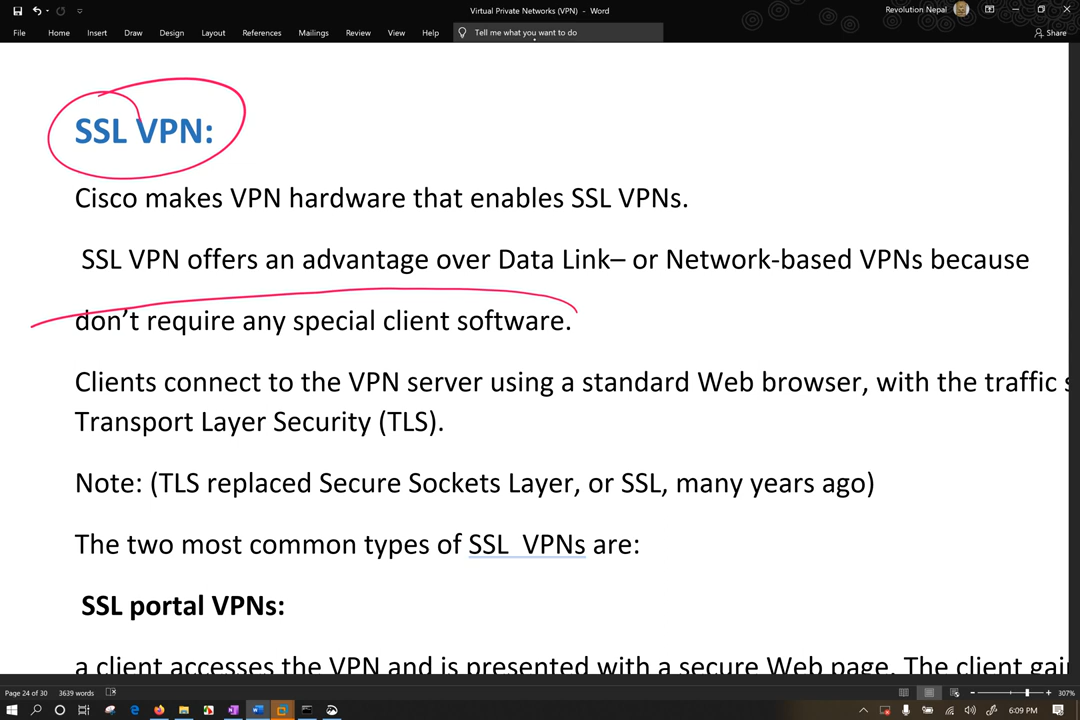 Virtual Private Networks (VPN) - Word
Revolution Nepal
File Home Insert Draw Design Layout References Mailings Review View Help Tell me what you want to do Share
SSL VPN:
Cisco makes VPN hardware that enables SSL VPNs.
SSL VPN offers an advantage over Data Link– or Network-based VPNs because
don’t require any special client software.
Clients connect to the VPN server using a standard Web browser, with the traffic s
Transport Layer Security (TLS).
Note: (TLS replaced Secure Sockets Layer, or SSL, many years ago)
The two most common types of SSL VPNs are:
SSL portal VPNs:
a client accesses the VPN and is presented with a secure Web page. The client gai
Page 24 of 30 3639 words 307%
6:09 PM